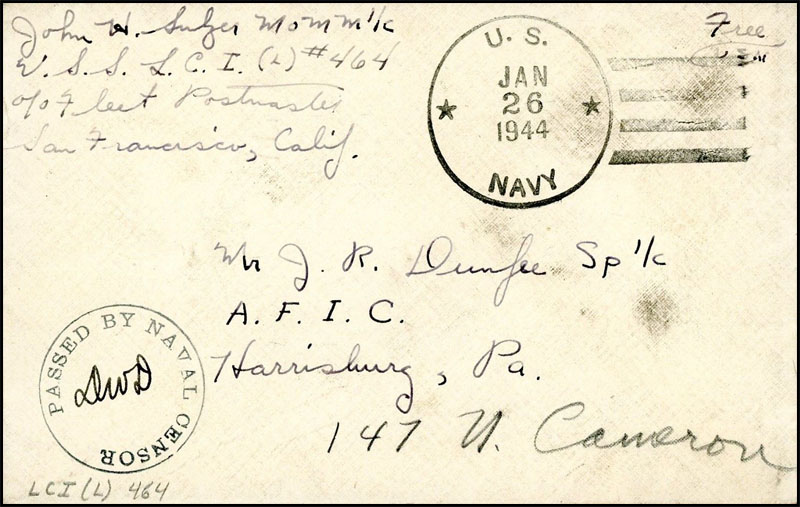 John H. Sulzer MoMM 1/c
U.S.S. L.C.I. (L) #464
c/o Fleet Postmaster
San Francisco, Calif.
Free
U. S.
JAN
26
1944
NAVY
Mr J. R. Dunfee Sp 1/c
A. F. I. C.
Harrisburg, Pa.
147 N. Cameron
PASSED BY NAVAL CENSOR
DWD
LCI(L) 464